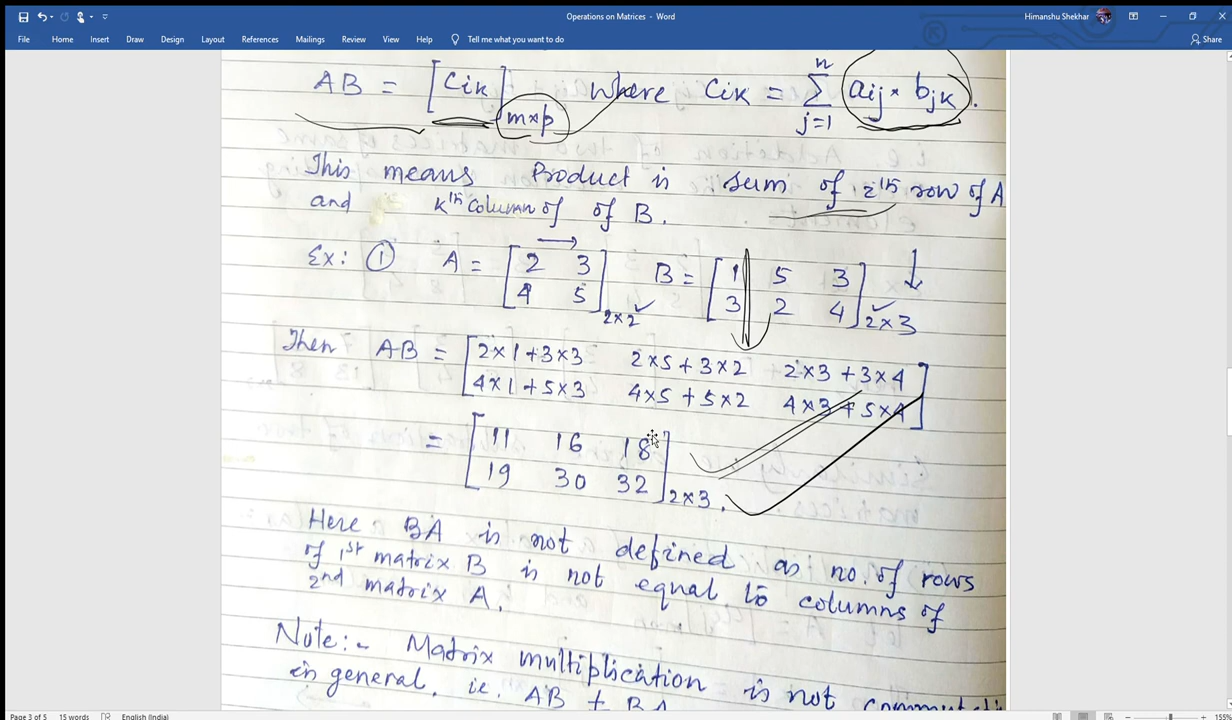 Operations on Matrices - Word
Himanshu Shekhar
File Home Insert Draw Design Layout References Mailings Review View Help Tell me what you want to do
Share
AB = [Cik] m×p where Cik = n Σ j=1 aij × bjk .
This means Product is sum of ith row of A
and kth column of of B.
Ex: ① A = [2 3 B = [1 5 3
4 5] 2×2 3 2 4] 2×3
Then AB = [2×1+3×3 2×5+3×2 2×3+3×4
4×1+5×3 4×5+5×2 4×3+5×4]
= [11 16 18
19 30 32] 2×3.
Here BA is not defined as no. of rows
of 1st matrix B is not equal to columns of
2nd matrix A.
Note:- Matrix multiplication is not commutati
in general, ie. AB ≠ BA
Page 3 of 5 15 words English (India) 155%